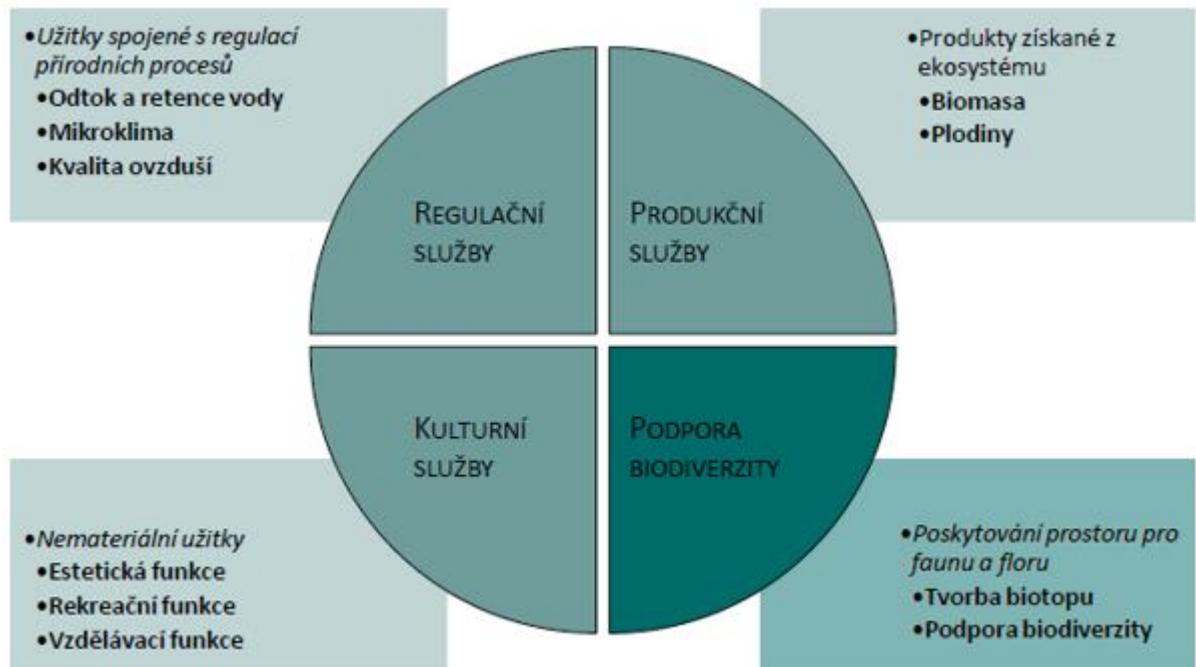 •Užitky spojené s regulací
přírodních procesů
•Odtok a retence vody
•Mikroklima
•Kvalita ovzduší
•Produkty získané z
ekosystému
•Biomasa
•Plodiny
REGULAČNÍ
SLUŽBY
PRODUKČNÍ
SLUŽBY
KULTURNÍ
SLUŽBY
PODPORA
BIODIVERZITY
•Nemateriální užitky
•Estetická funkce
•Rekreační funkce
•Vzdělávací funkce
•Poskytování prostoru pro
faunu a floru
•Tvorba biotopu
•Podpora biodiverzity